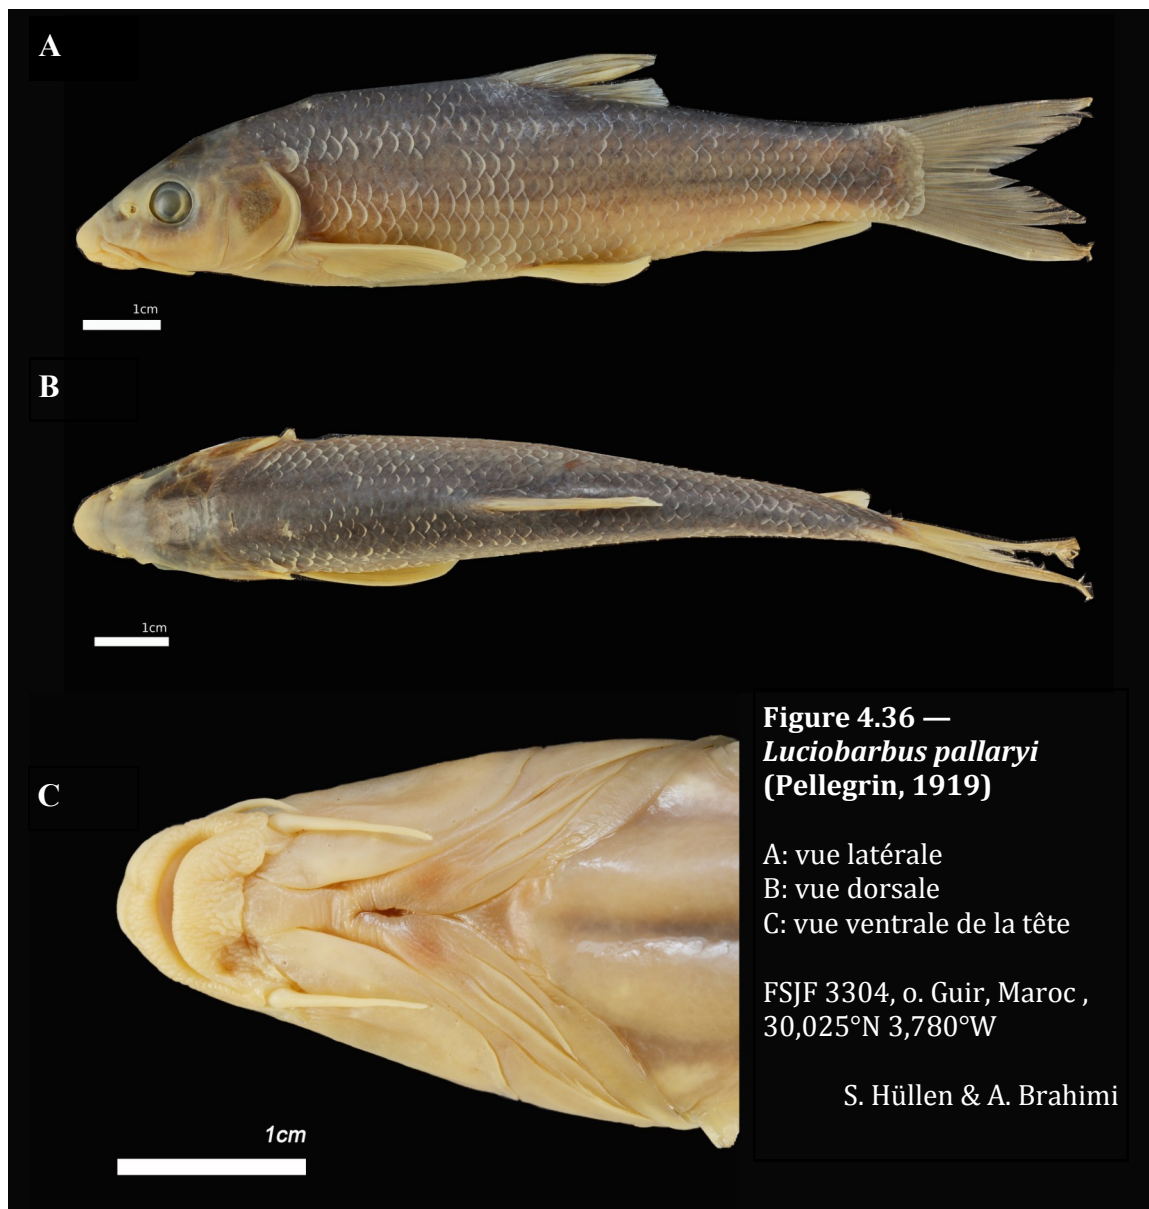 A
1cm
B
1cm
C
1cm
Figure 4.36 —
Luciobarbus pallaryi
(Pellegrin, 1919)
A: vue latérale
B: vue dorsale
C: vue ventrale de la tête
FSJF 3304, o. Guir, Maroc ,
30,025°N 3,780°W
S. Hüllen & A. Brahimi